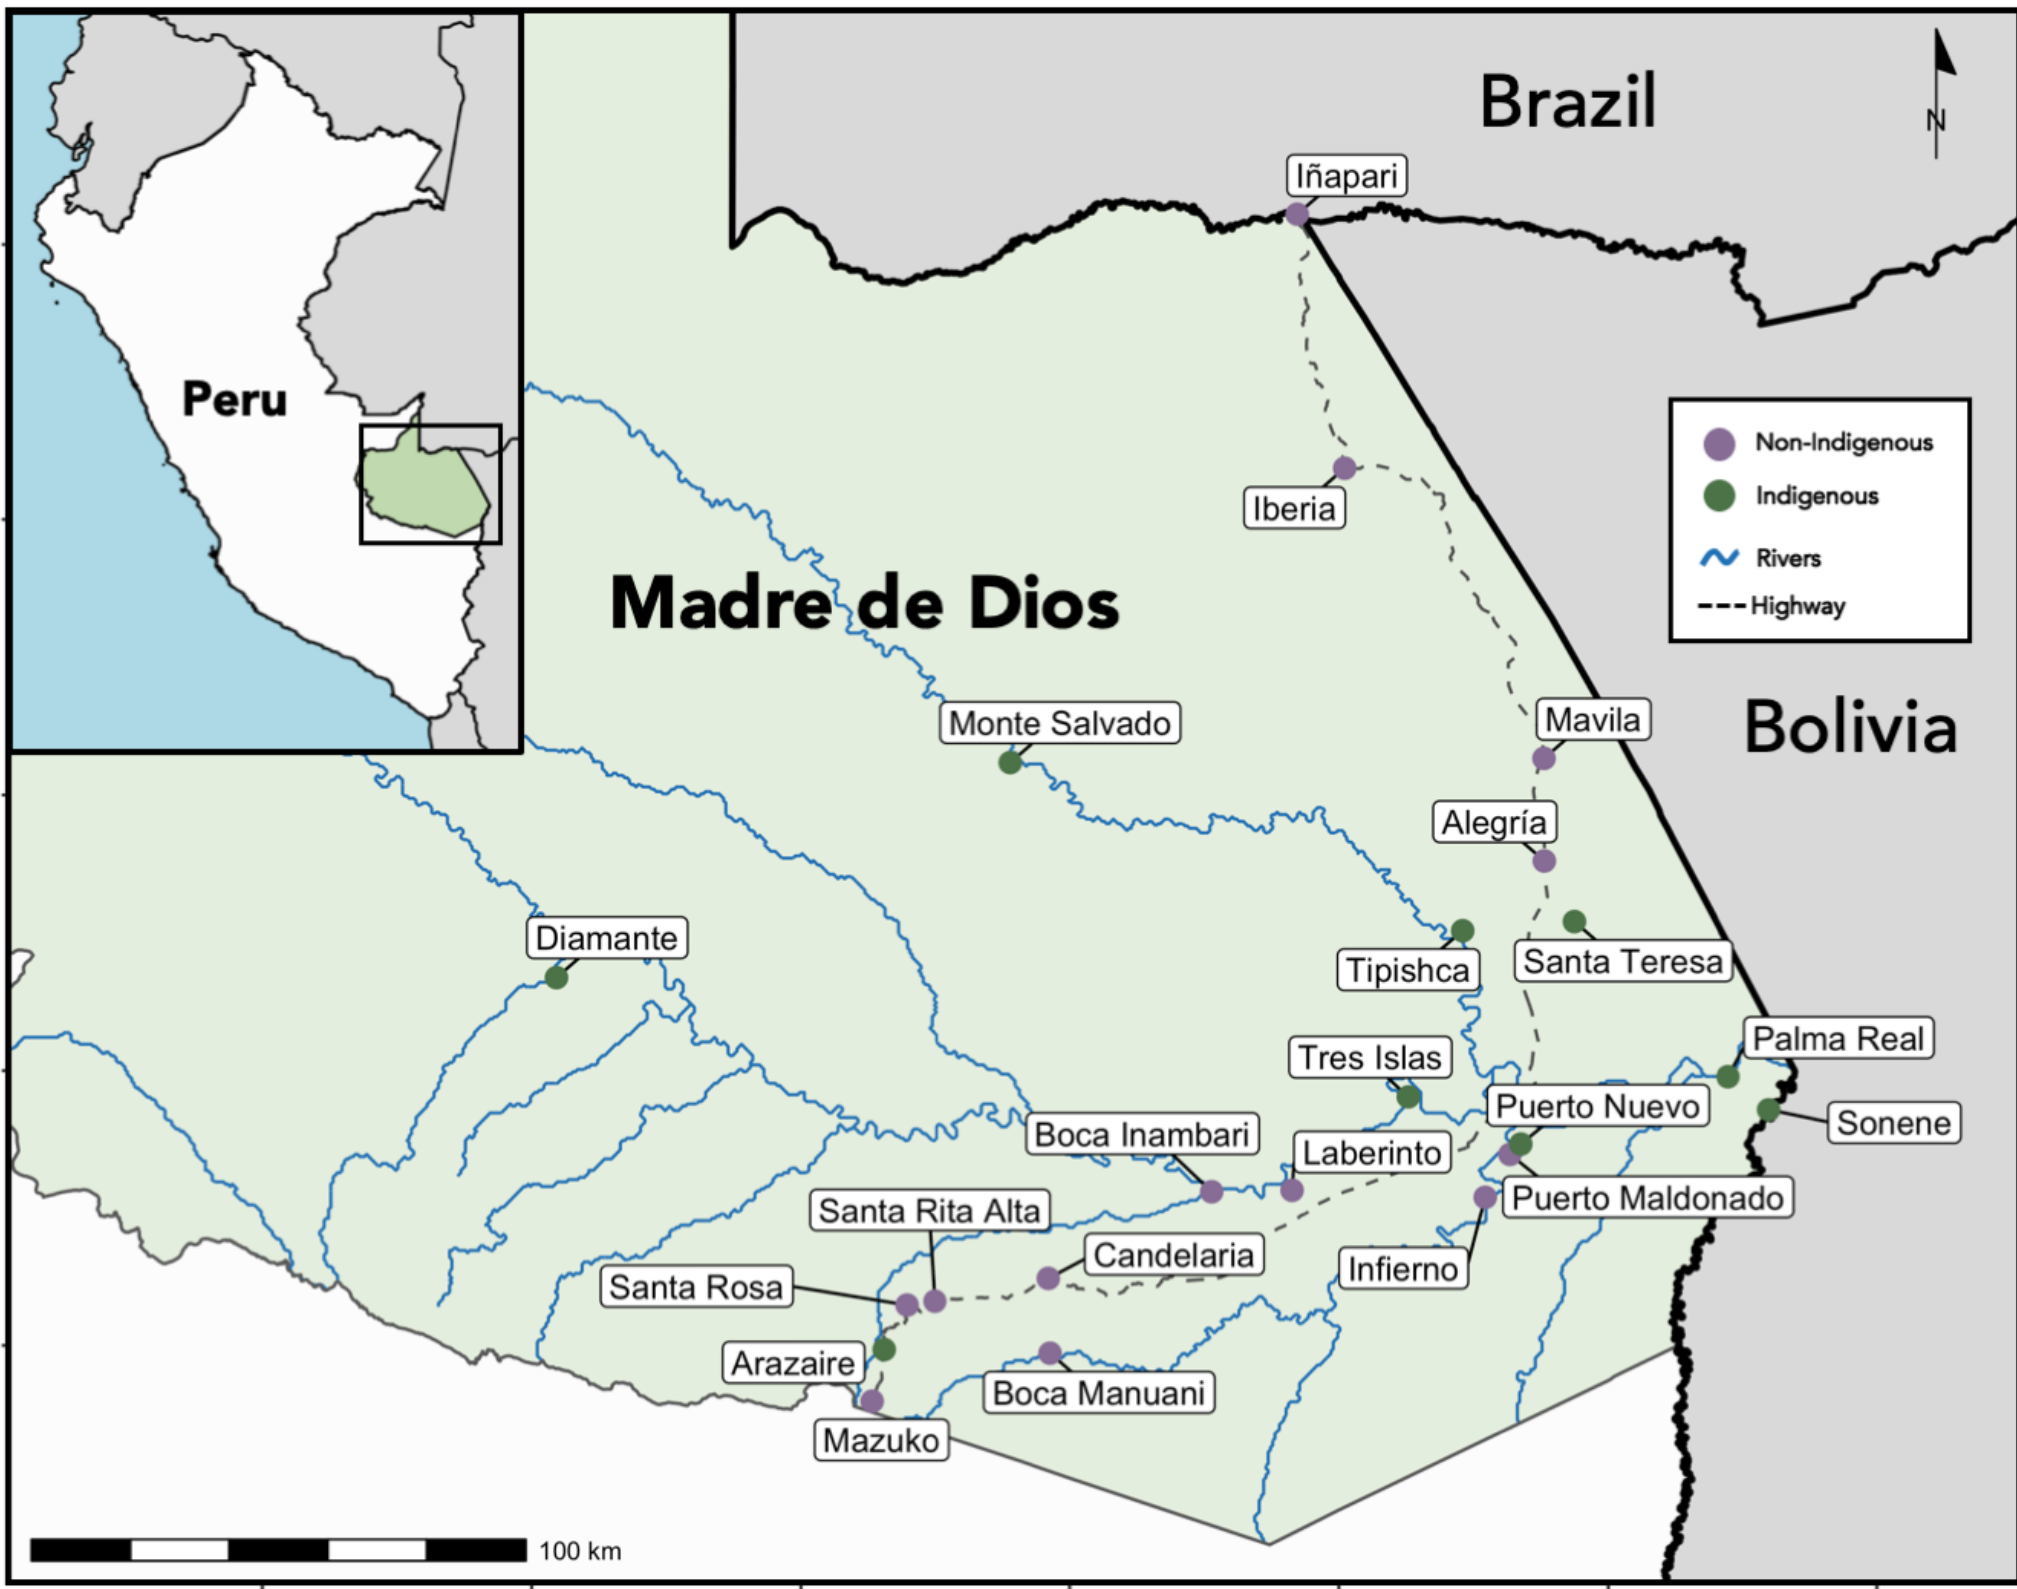 Brazil
N
Iñapari
Peru
Non-Indigenous
Indigenous
Rivers
Highway
Iberia
Madre de Dios
Monte Salvado
Mavila
Bolivia
Alegría
Diamante
Tipishca
Santa Teresa
Palma Real
Tres Islas
Puerto Nuevo
Sonene
Boca Inambari
Laberinto
Puerto Maldonado
Santa Rita Alta
Candelaria
Infierno
Santa Rosa
Arazaire
Boca Manuani
Mazuko
100 km